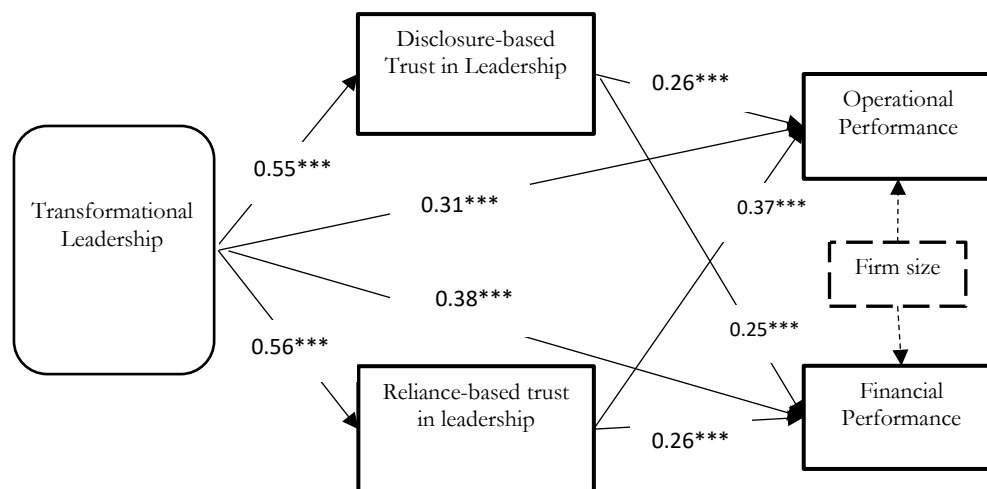 Disclosure-based
Trust in Leadership
0.26***
Operational
Performance
0.55***
Transformational
Leadership
0.31***
0.37***
Firm size
0.38***
0.25***
0.56***
Reliance-based trust
in leadership
0.26***
Financial
Performance